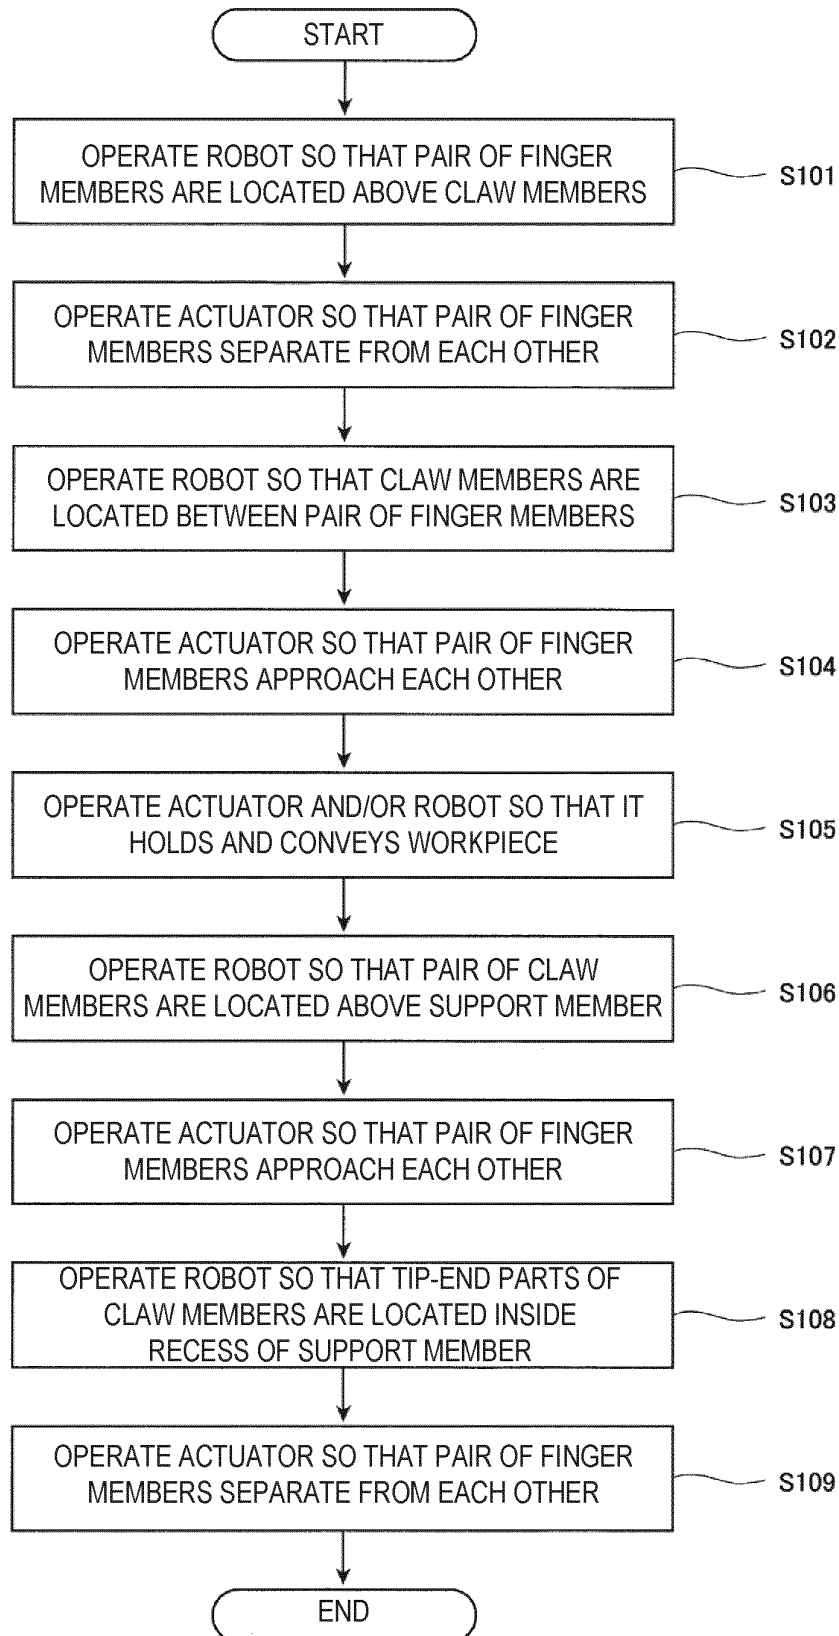 START
OPERATE ROBOT SO THAT PAIR OF FINGER
MEMBERS ARE LOCATED ABOVE CLAW MEMBERS
S101
OPERATE ACTUATOR SO THAT PAIR OF FINGER
MEMBERS SEPARATE FROM EACH OTHER
S102
OPERATE ROBOT SO THAT CLAW MEMBERS ARE
LOCATED BETWEEN PAIR OF FINGER MEMBERS
S103
OPERATE ACTUATOR SO THAT PAIR OF FINGER
MEMBERS APPROACH EACH OTHER
S104
OPERATE ACTUATOR AND/OR ROBOT SO THAT IT
HOLDS AND CONVEYS WORKPIECE
S105
OPERATE ROBOT SO THAT PAIR OF CLAW
MEMBERS ARE LOCATED ABOVE SUPPORT MEMBER
S106
OPERATE ACTUATOR SO THAT PAIR OF FINGER
MEMBERS APPROACH EACH OTHER
S107
OPERATE ROBOT SO THAT TIP-END PARTS OF
CLAW MEMBERS ARE LOCATED INSIDE
RECESS OF SUPPORT MEMBER
S108
OPERATE ACTUATOR SO THAT PAIR OF FINGER
MEMBERS SEPARATE FROM EACH OTHER
S109
END